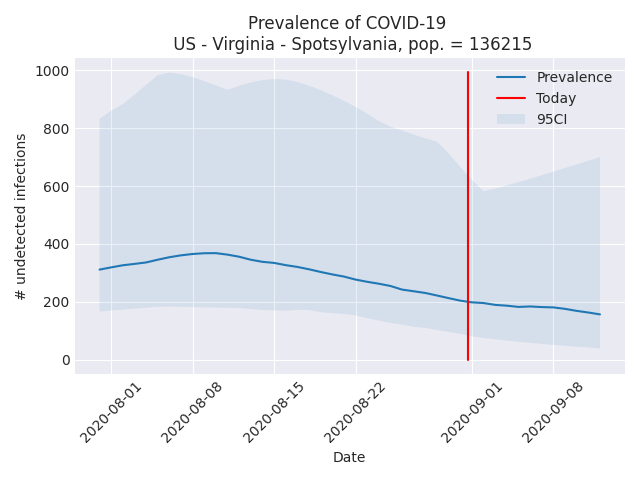 Prevalence of COVID-19
US - Virginia - Spotsylvania, pop. = 136215
1000
800
600
400
200
0
# undetected infections
Prevalence
Today
95CI
2020-08-01
2020-08-08
2020-08-15
2020-08-22
2020-09-01
2020-09-08
Date